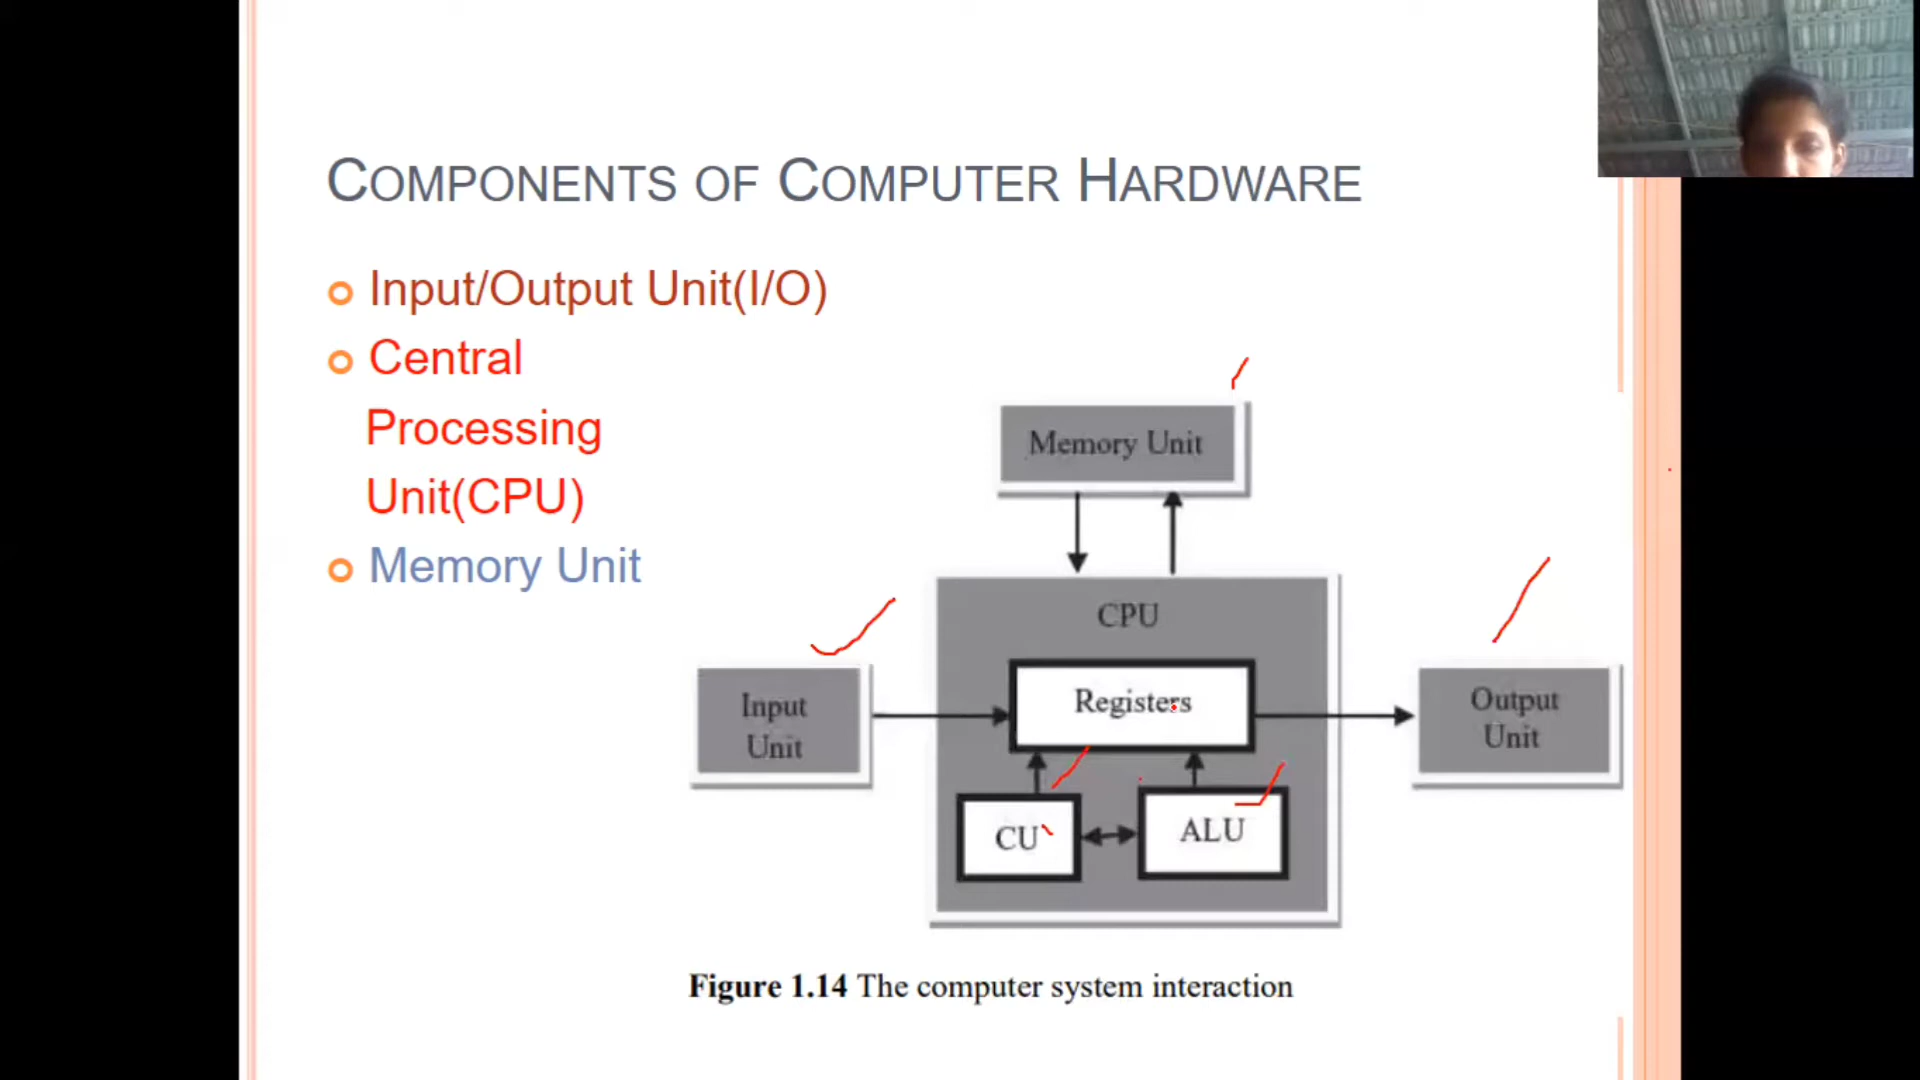 COMPONENTS OF COMPUTER HARDWARE
Input/Output Unit(I/O)
Central
Processing
Unit(CPU)
Memory Unit
Memory Unit
CPU
Registers
Input
Unit
Output
Unit
CU
ALU
Figure 1.14 The computer system interaction